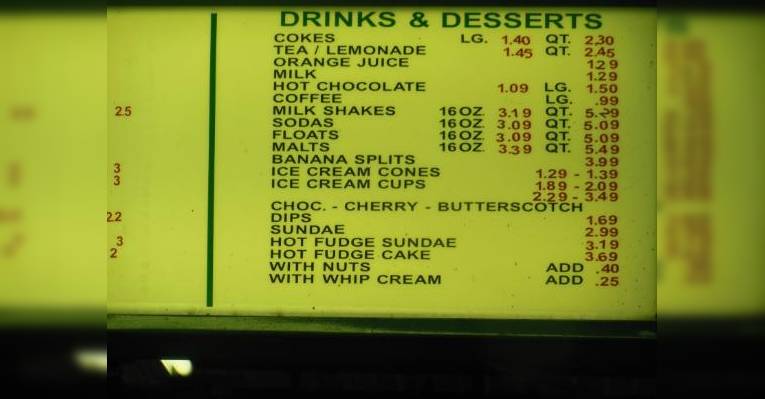 DRINKS & DESSERTS
COKES LG. 1.40 QT. 2.30
TEA / LEMONADE 1.45 QT. 2.45
ORANGE JUICE 1.29
MILK 1.29
HOT CHOCOLATE 1.09 LG. 1.50
COFFEE LG. .99
MILK SHAKES 16OZ. 3.19 QT. 5.29
SODAS 16OZ. 3.09 QT. 5.09
FLOATS 16OZ. 3.09 QT. 5.09
MALTS 16OZ. 3.39 QT. 5.49
BANANA SPLITS 3.99
ICE CREAM CONES 1.29 - 1.39
ICE CREAM CUPS 1.89 - 2.09
2.29 - 3.49
CHOC. - CHERRY - BUTTERSCOTCH
DIPS 1.69
SUNDAE 2.99
HOT FUDGE SUNDAE 3.19
HOT FUDGE CAKE 3.69
WITH NUTS ADD .40
WITH WHIP CREAM ADD .25